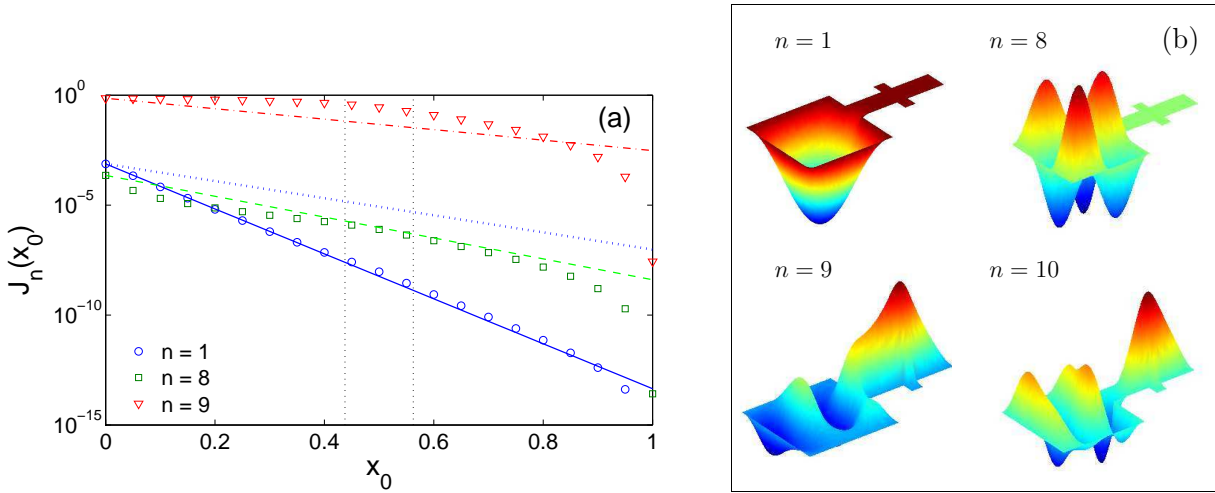 10^0
10^−5
10^−10
10^−15
J_n(x_0)
(a)
n = 1
n = 8
n = 9
0
0.2
0.4
0.6
0.8
1
x_0
n = 1
n = 8
(b)
n = 9
n = 10